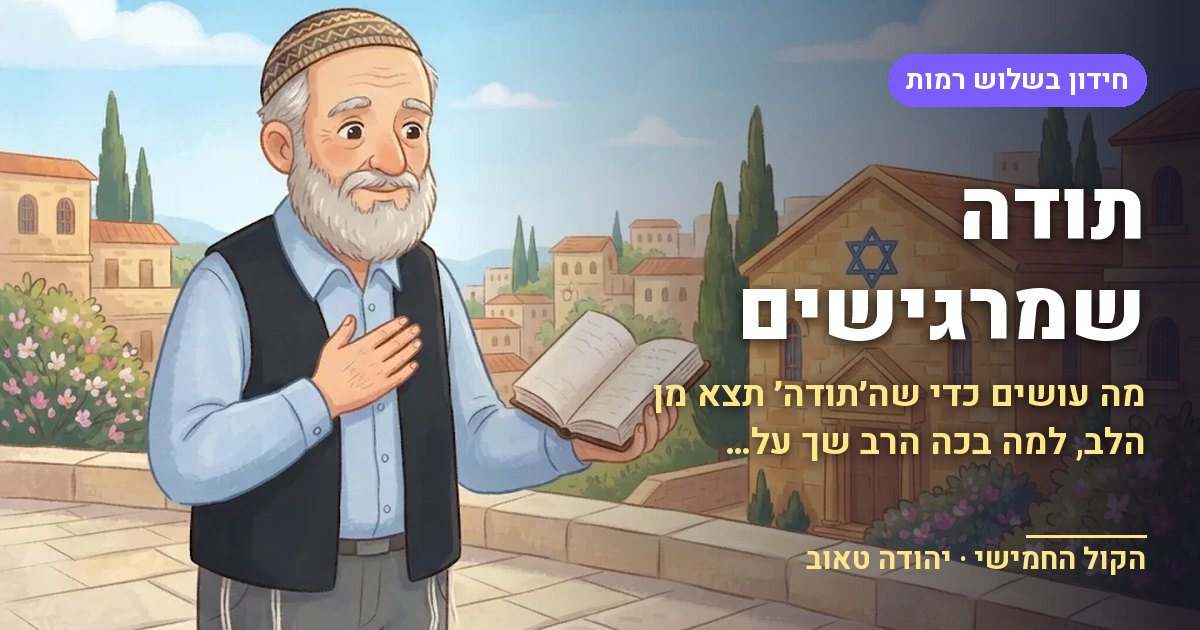 חידון בשלוש רמות
תודה
שמרגישים
מה עושים כדי שה׳תודה׳ תצא מן
הלב, למה בכה הרב שך על...
הקול החמישי · יהודה טאוב